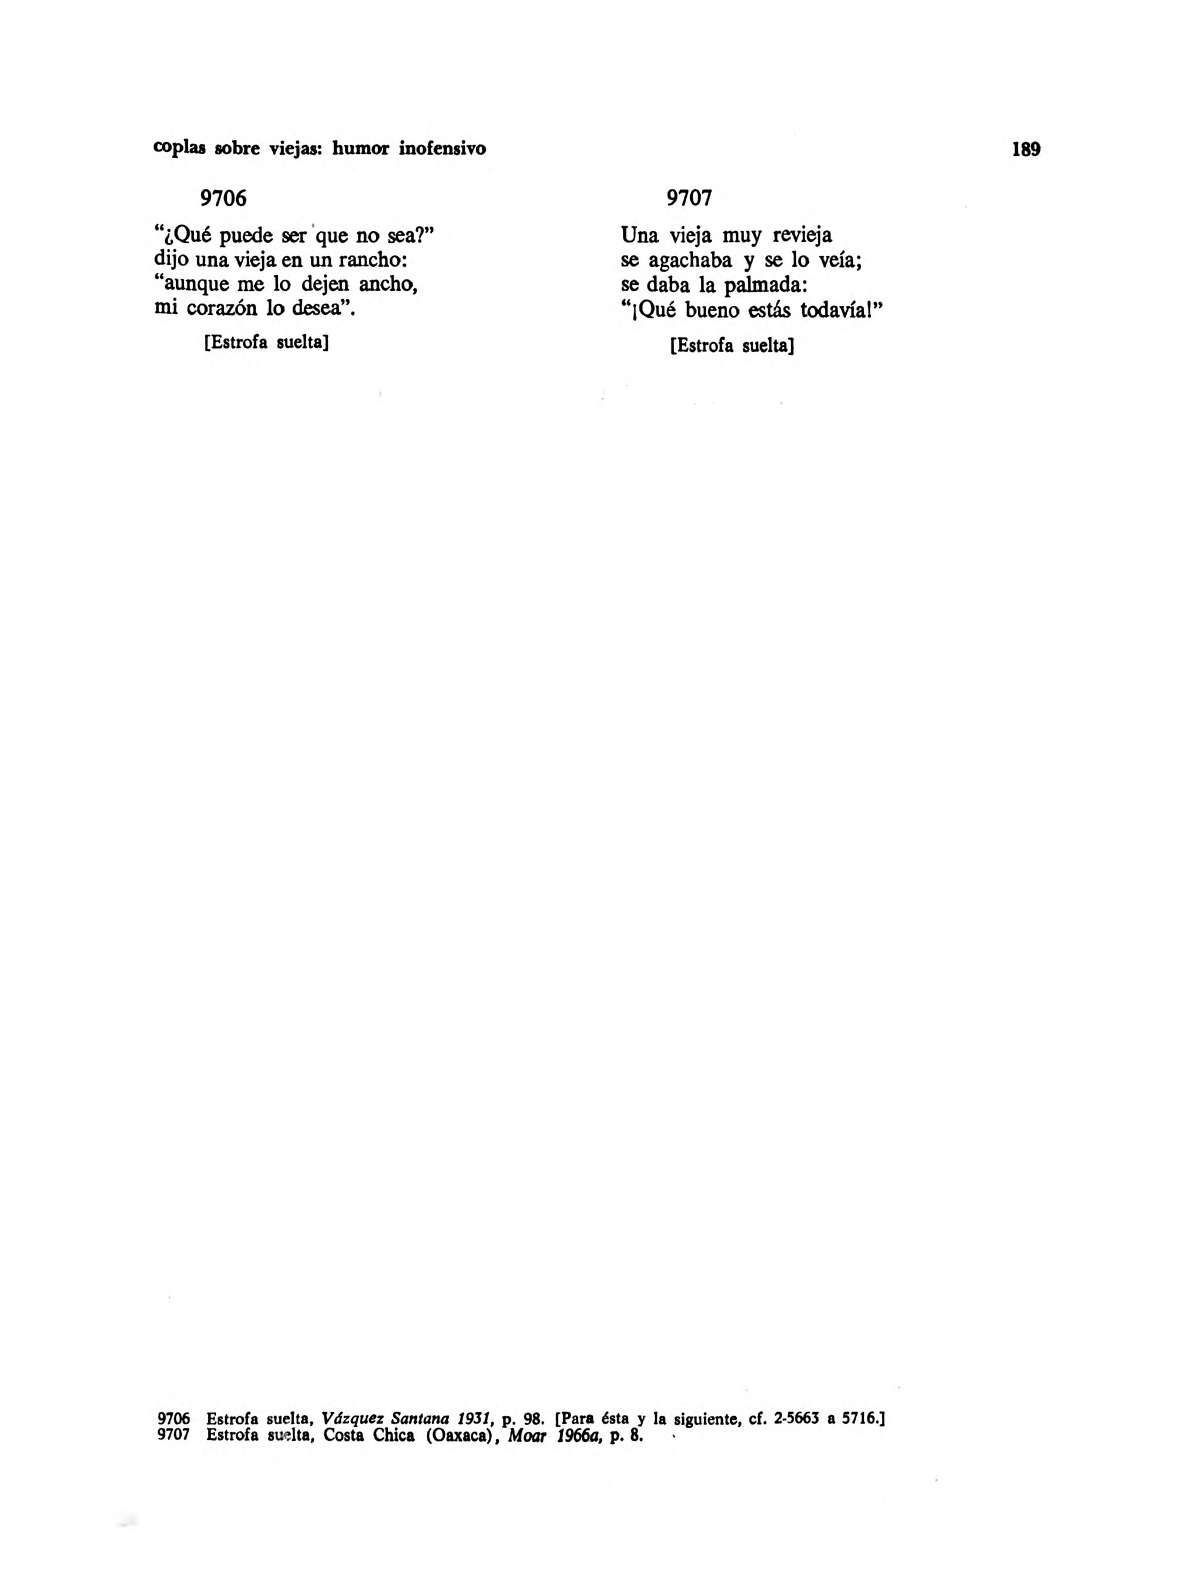 coplas sobre viejas: humor inofensivo 189
9706
“¿Qué puede ser que no sea?”
dijo una vieja en un rancho:
“aunque me lo dejen ancho,
mi corazón lo desea”.
[Estrofa suelta]
9707
Una vieja muy revieja
se agachaba y se lo veía;
se daba la palmada:
“¡Qué bueno estás todavía!”
[Estrofa suelta]
9706 Estrofa suelta, Vázquez Santana 1931, p. 98. [Para ésta y la siguiente, cf. 2-5663 a 5716.]
9707 Estrofa suelta, Costa Chica (Oaxaca), Moar 1966a, p. 8.